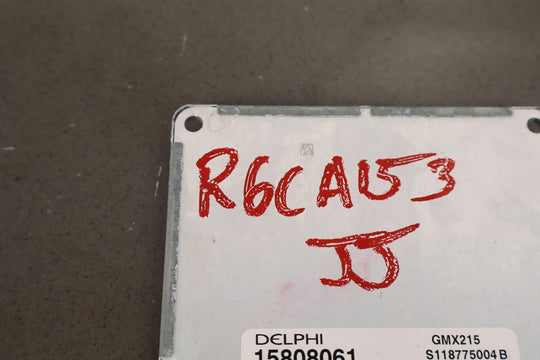 R6CA153
JJ
DELPHI GMX215
15808061 S118775004B